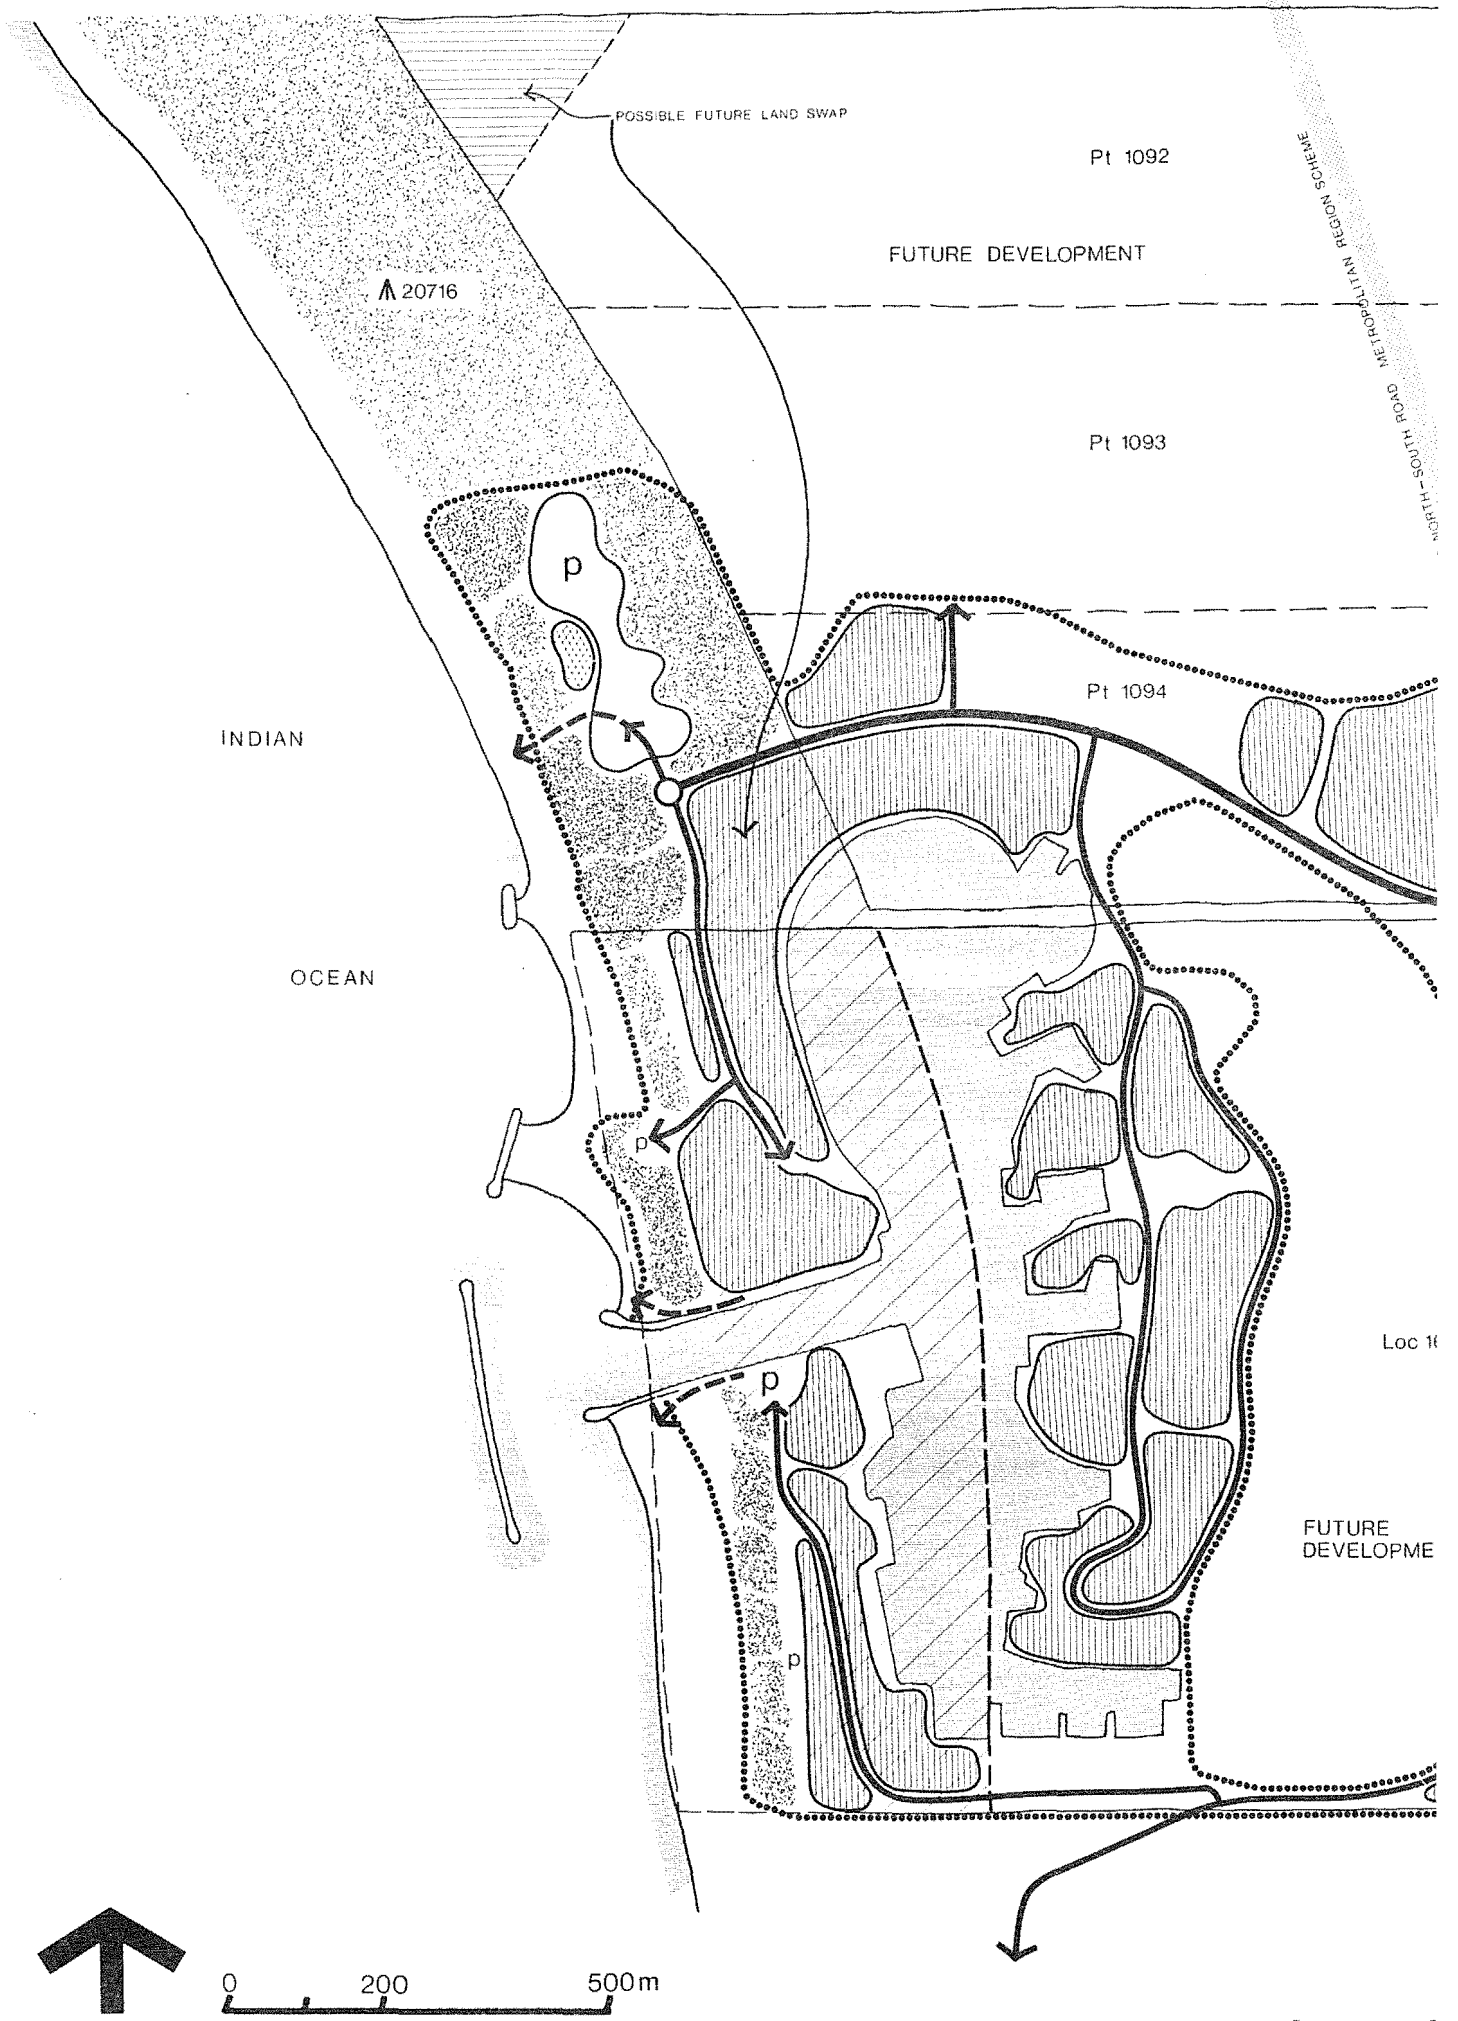 POSSIBLE FUTURE LAND SWAP
Pt 1092
NORTH-SOUTH ROAD METROPOLITAN REGION SCHEME
FUTURE DEVELOPMENT
20716
Pt 1093
p
Pt 1094
INDIAN
OCEAN
p
Loc 16
p
FUTURE
DEVELOPME
p
0 200 500m